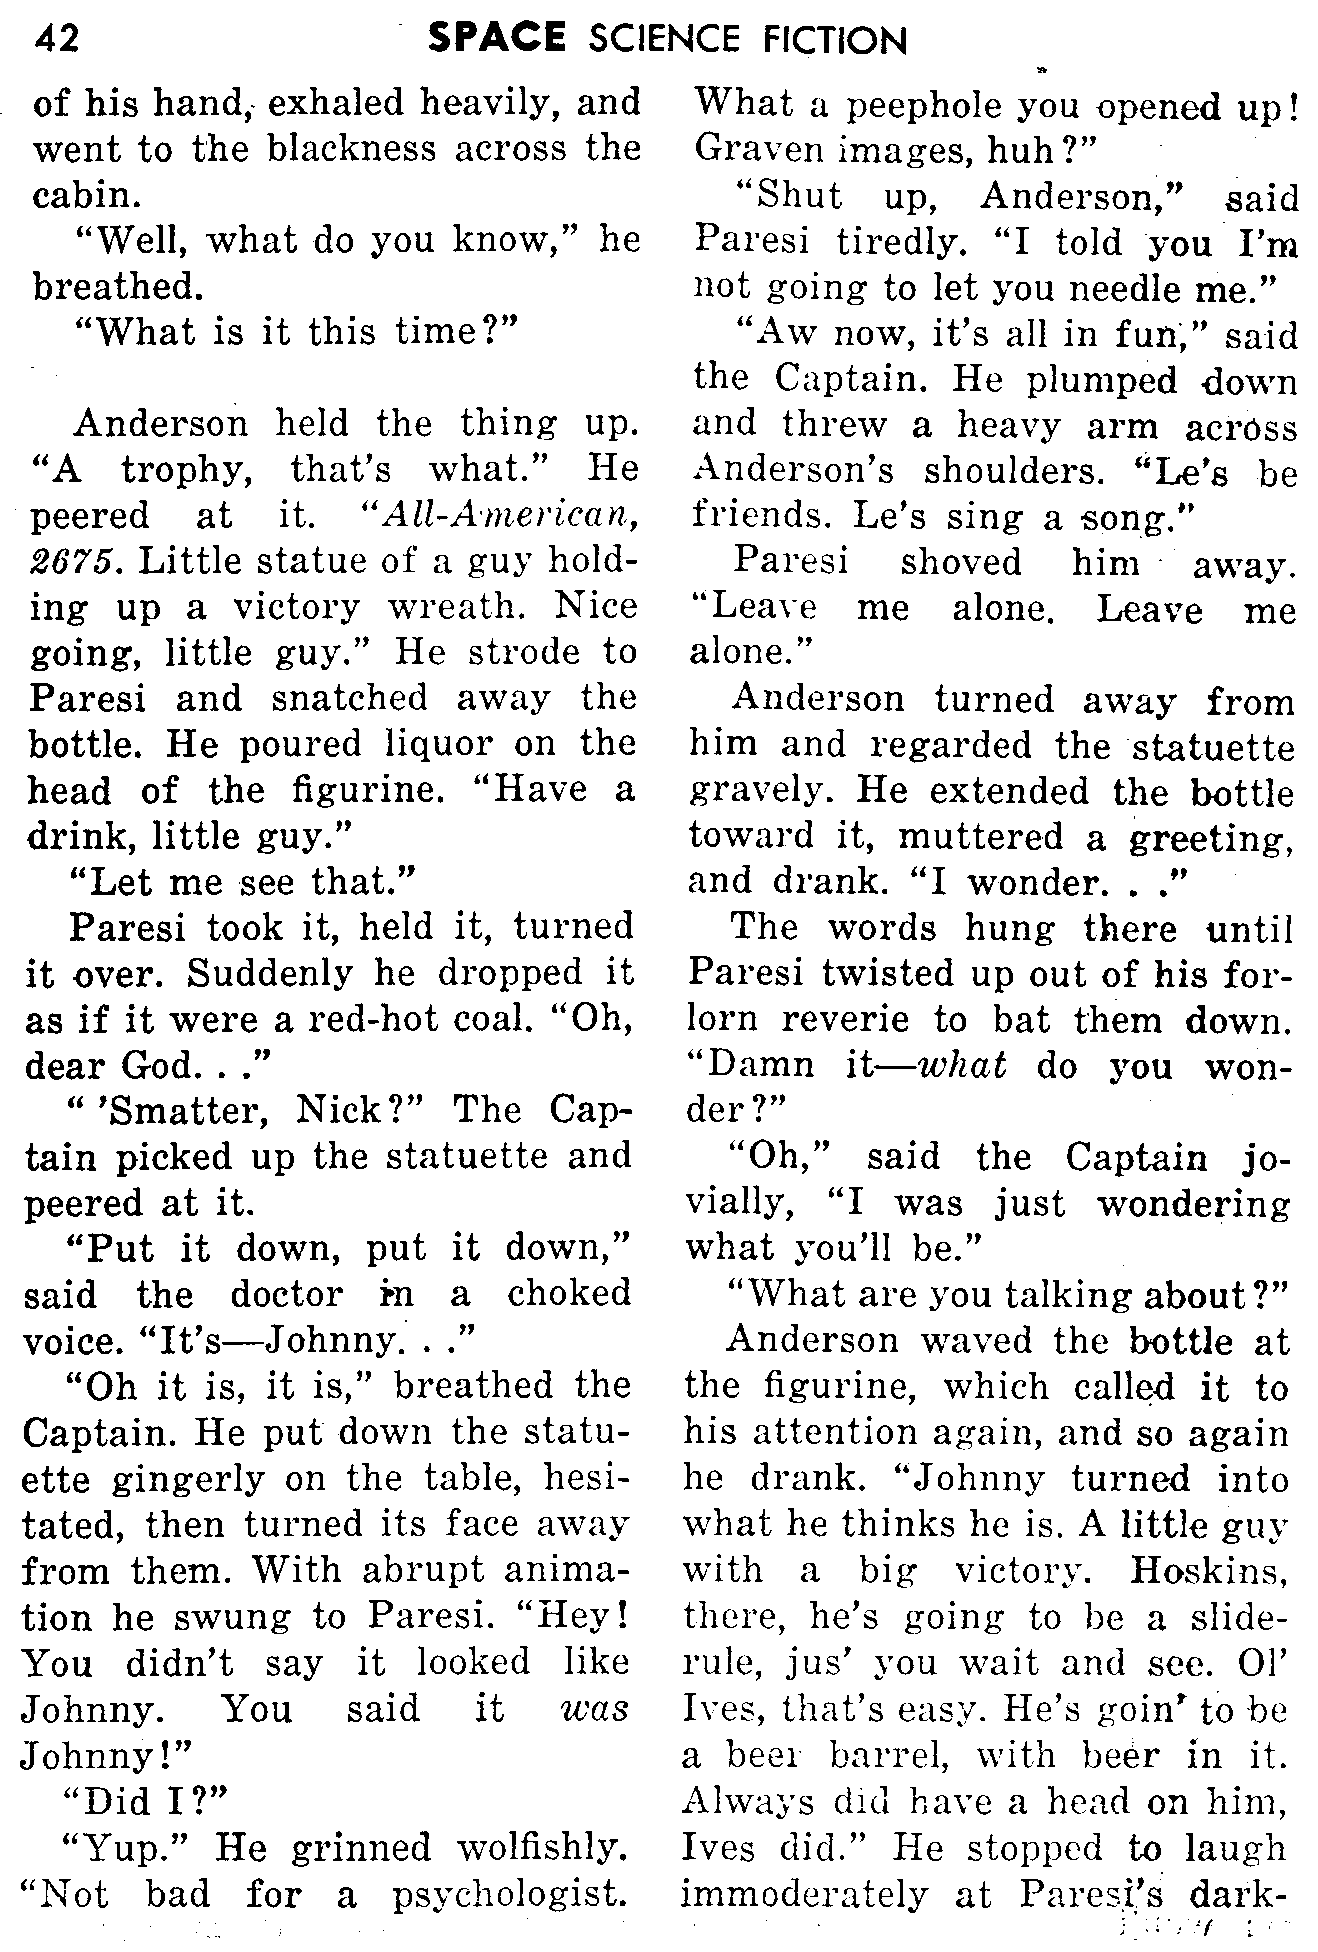 42 SPACE SCIENCE FICTION
of his hand, exhaled heavily, and
went to the blackness across the
cabin.
“Well, what do you know,” he
breathed.
“What is it this time?”
Anderson held the thing up.
“A trophy, that’s what.” He
peered at it. “All-American,
2675. Little statue of a guy hold-
ing up a victory wreath. Nice
going, little guy.” He strode to
Paresi and snatched away the
bottle. He poured liquor on the
head of the figurine. “Have a
drink, little guy.”
“Let me see that.”
Paresi took it, held it, turned
it over. Suddenly he dropped it
as if it were a red-hot coal. “Oh,
dear God. . .”
“ ’Smatter, Nick?” The Cap-
tain picked up the statuette and
peered at it.
“Put it down, put it down,”
said the doctor in a choked
voice. “It’s—Johnny. . .”
“Oh it is, it is,” breathed the
Captain. He put down the statu-
ette gingerly on the table, hesi-
tated, then turned its face away
from them. With abrupt anima-
tion he swung to Paresi. “Hey!
You didn’t say it looked like
Johnny. You said it was
Johnny!”
“Did I?”
“Yup.” He grinned wolfishly.
“Not bad for a psychologist.
What a peephole you opened up!
Graven images, huh?”
“Shut up, Anderson,” said
Paresi tiredly. “I told you I’m
not going to let you needle me.”
“Aw now, it’s all in fun,” said
the Captain. He plumped down
and threw a heavy arm across
Anderson’s shoulders. “Le’s be
friends. Le’s sing a song.”
Paresi shoved him away.
“Leave me alone. Leave me
alone.”
Anderson turned away from
him and regarded the statuette
gravely. He extended the bottle
toward it, muttered a greeting,
and drank. “I wonder. . .”
The words hung there until
Paresi twisted up out of his for-
lorn reverie to bat them down.
“Damn it—what do you won-
der?”
“Oh,” said the Captain jo-
vially, “I was just wondering
what you’ll be.”
“What are you talking about?”
Anderson waved the bottle at
the figurine, which called it to
his attention again, and so again
he drank. “Johnny turned into
what he thinks he is. A little guy
with a big victory. Hoskins,
there, he’s going to be a slide-
rule, jus’ you wait and see. Ol’
Ives, that’s easy. He’s goin’ to be
a beer barrel, with beer in it.
Always did have a head on him,
Ives did.” He stopped to laugh
immoderately at Paresi’s dark-